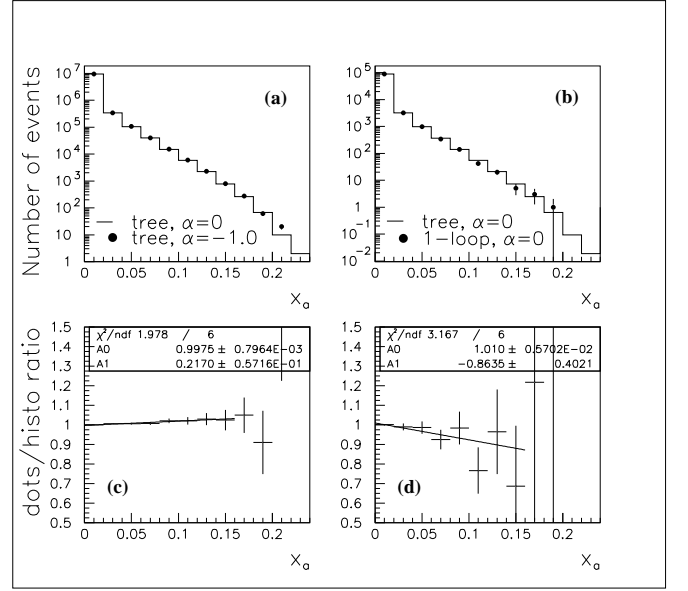 Number of events
10^7
10^6
10^5
10^4
10^3
10^2
10
1
(a)
— tree, α=0
● tree, α=−1.0
0 0.05 0.1 0.15 0.2
X_a
10^5
10^4
10^3
10^2
10
1
10^-1
10^-2
(b)
— tree, α=0
● 1−loop, α=0
0 0.05 0.1 0.15 0.2
X_a
dots/histo ratio
1.5
1.4
1.3
1.2
1.1
1
0.9
0.8
0.7
0.6
0.5
χ²/ndf 1.978 / 6
A0 0.9975 ± 0.7964E−03
A1 0.2170 ± 0.5716E−01
(c)
0 0.05 0.1 0.15 0.2
X_a
1.5
1.4
1.3
1.2
1.1
1
0.9
0.8
0.7
0.6
0.5
χ²/ndf 3.167 / 6
A0 1.010 ± 0.5702E−02
A1 −0.8635 ± 0.4021
(d)
0 0.05 0.1 0.15 0.2
X_a